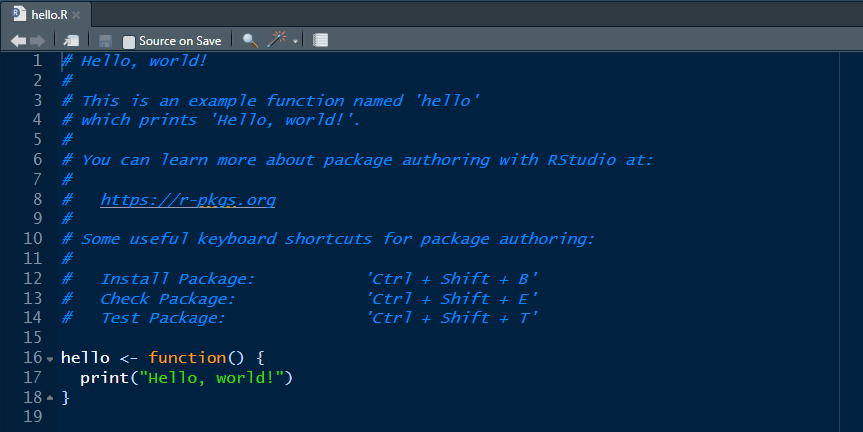 hello.R
Source on Save
1 # Hello, world!
2 #
3 # This is an example function named 'hello'
4 # which prints 'Hello, world!'.
5 #
6 # You can learn more about package authoring with RStudio at:
7 #
8 #   https://r-pkgs.org
9 #
10 # Some useful keyboard shortcuts for package authoring:
11 #
12 #   Install Package:           'Ctrl + Shift + B'
13 #   Check Package:             'Ctrl + Shift + E'
14 #   Test Package:              'Ctrl + Shift + T'
15
16 hello <- function() {
17   print("Hello, world!")
18 }
19